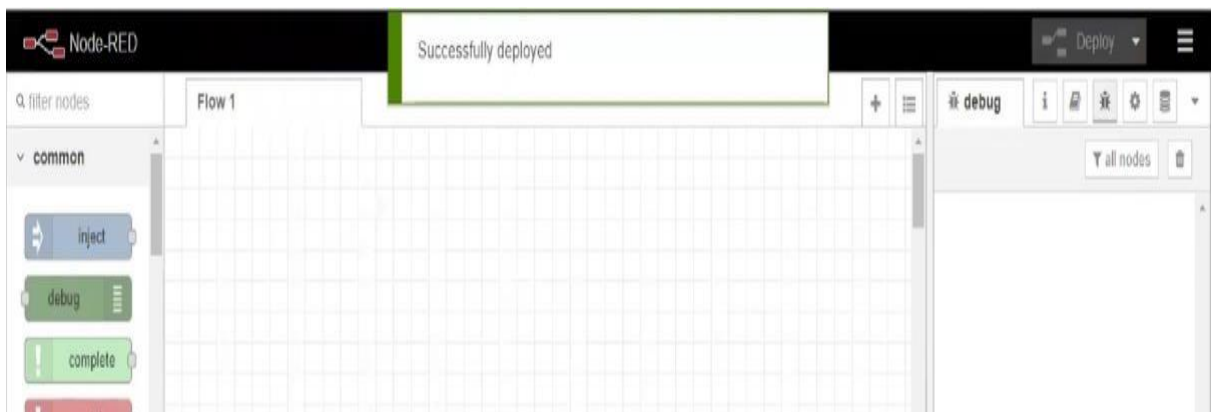 Node-RED
Successfully deployed
Deploy
filter nodes
Flow 1
debug
i
common
all nodes
inject
debug
complete